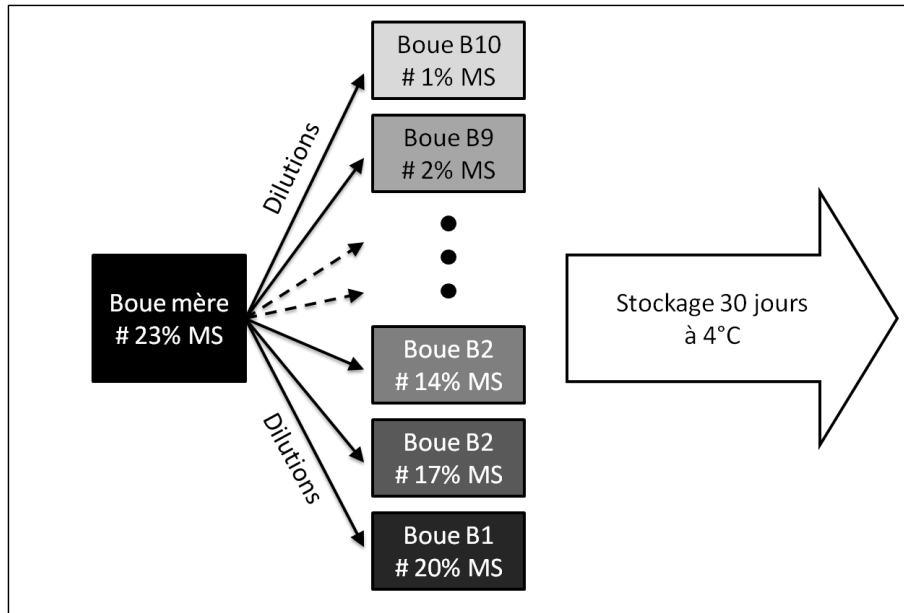 Dilutions
Boue B10
# 1% MS
Boue B9
# 2% MS
Boue mère
# 23% MS
Stockage 30 jours
à 4°C
Boue B2
# 14% MS
Boue B2
# 17% MS
Dilutions
Boue B1
# 20% MS